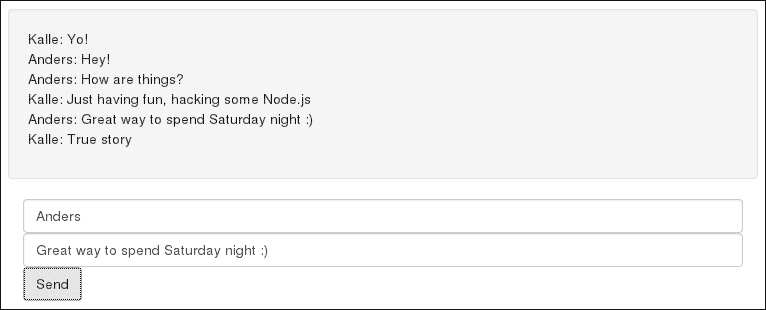 Kalle: Yo!
Anders: Hey!
Anders: How are things?
Kalle: Just having fun, hacking some Node.js
Anders: Great way to spend Saturday night :)
Kalle: True story
Anders
Great way to spend Saturday night :)
Send